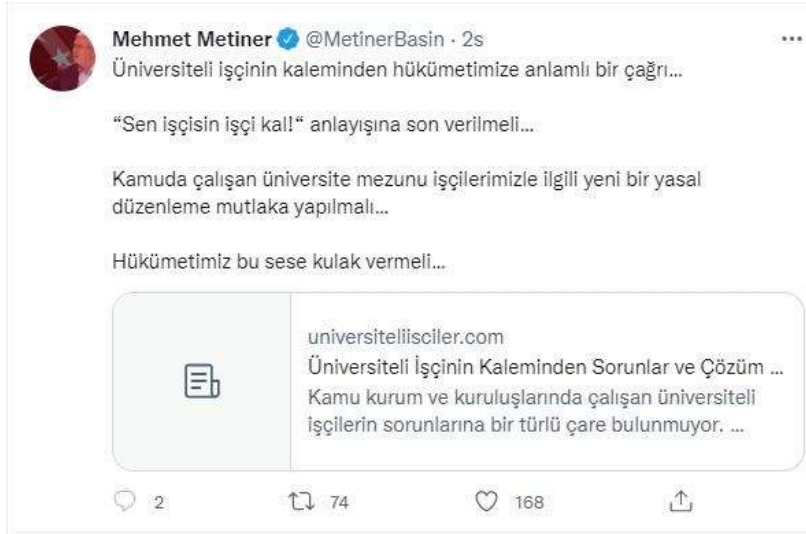 Mehmet Metiner @MetinerBasin · 2s
Üniversiteli işçinin kaleminden hükümetimize anlamlı bir çağrı...
“Sen işçisin işçi kal!“ anlayışına son verilmeli...
Kamuda çalışan üniversite mezunu işçilerimizle ilgili yeni bir yasal
düzenleme mutlaka yapılmalı...
Hükümetimiz bu sese kulak vermeli...
universiteliisciler.com
Üniversiteli İşçinin Kaleminden Sorunlar ve Çözüm ...
Kamu kurum ve kuruluşlarında çalışan üniversiteli
işçilerin sorunlarına bir türlü çare bulunmuyor. ...
2 74 168